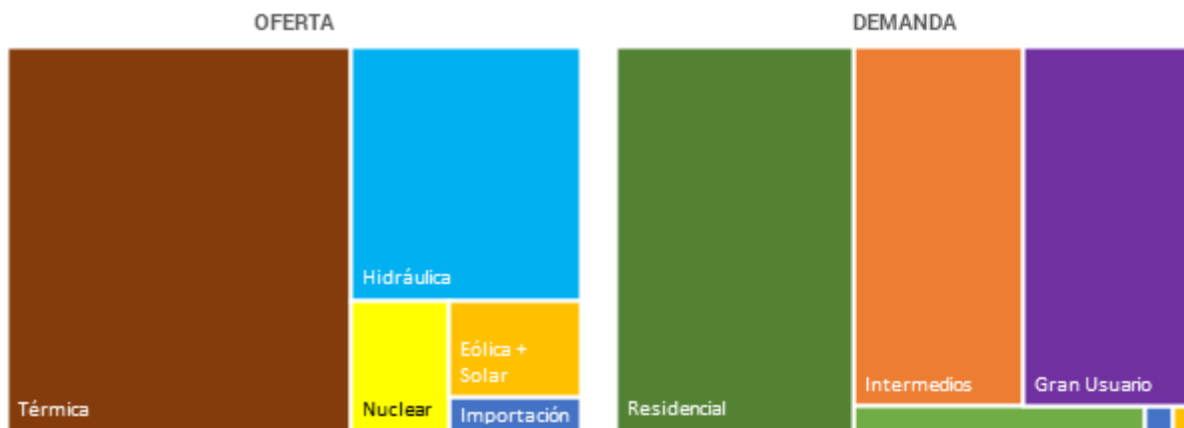 OFERTA
Térmica
Hidráulica
Nuclear
Eólica +
Solar
Importación
DEMANDA
Residencial
Intermedios
Gran Usuario